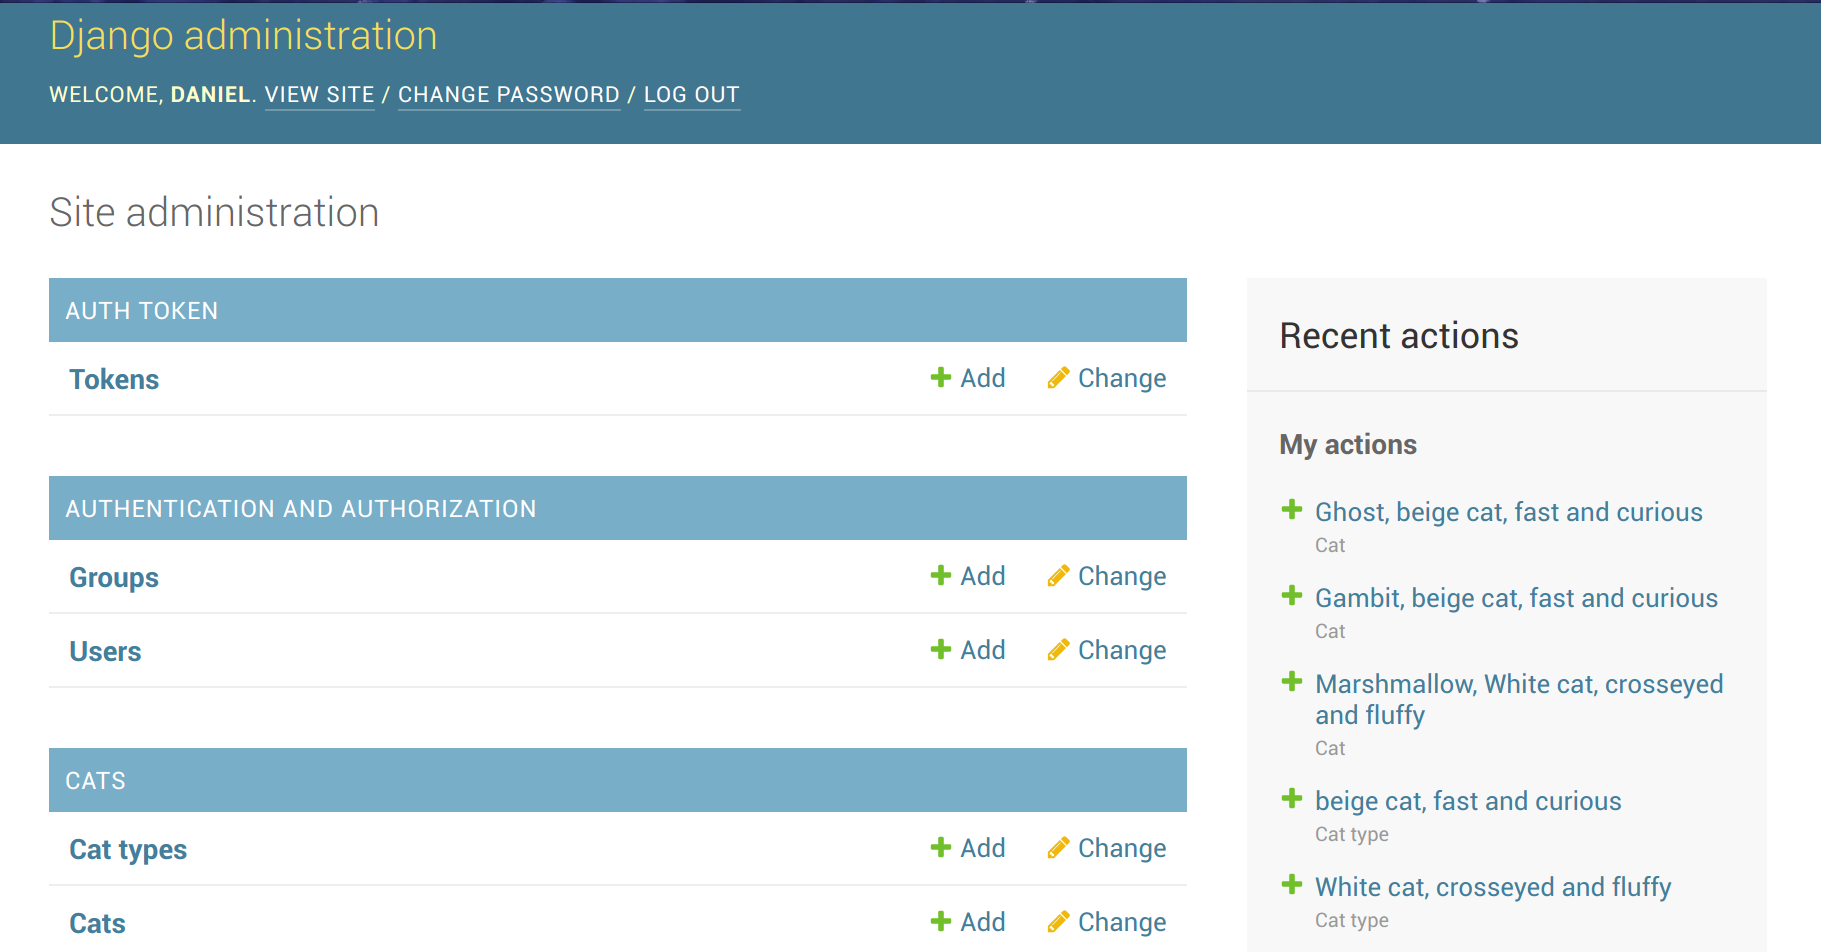 Django administration
WELCOME, DANIEL. VIEW SITE / CHANGE PASSWORD / LOG OUT
Site administration
AUTH TOKEN
Tokens
Add
Change
AUTHENTICATION AND AUTHORIZATION
Groups
Add
Change
Users
Add
Change
CATS
Cat types
Add
Change
Cats
Add
Change
Recent actions
My actions
Ghost, beige cat, fast and curious
Cat
Gambit, beige cat, fast and curious
Cat
Marshmallow, White cat, crosseyed
and fluffy
Cat
beige cat, fast and curious
Cat type
White cat, crosseyed and fluffy
Cat type